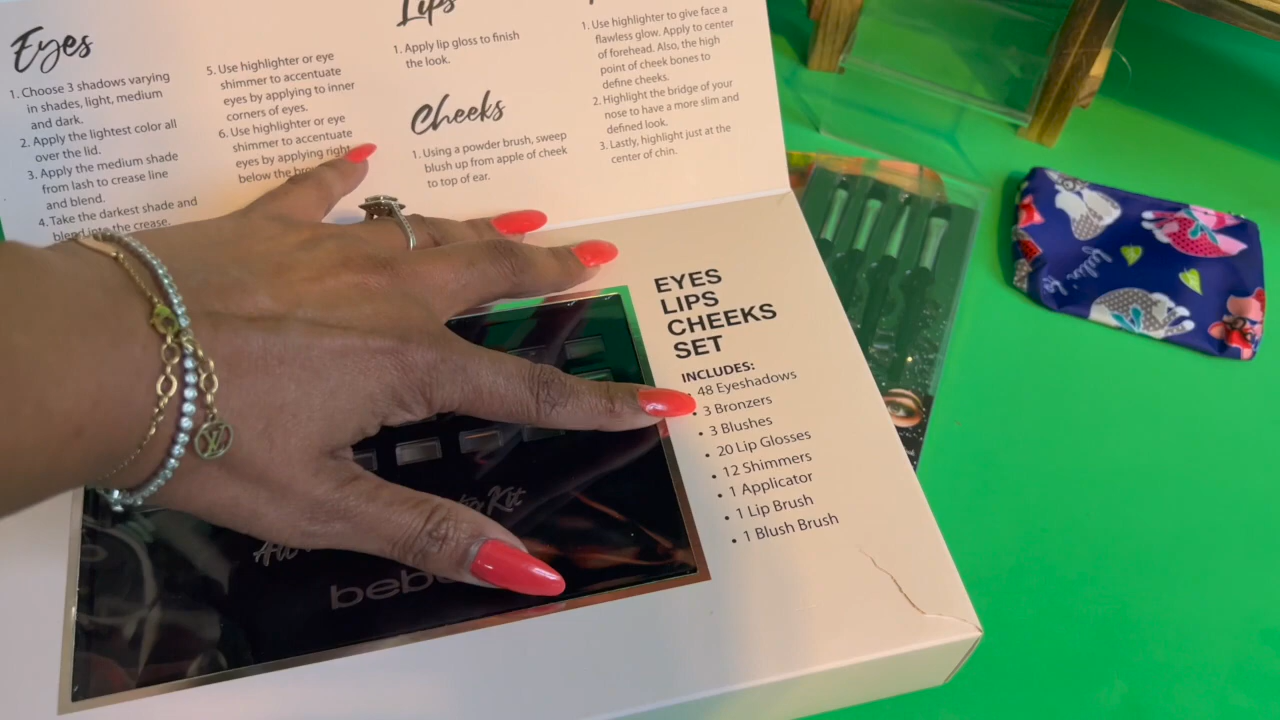 Eyes
1. Choose 3 shadows varying
in shades, light, medium
and dark.
2. Apply the lightest color all
over the lid.
3. Apply the medium shade
from lash to crease line
and blend.
4. Take the darkest shade and
blend into the crease.
5. Use highlighter or eye
shimmer to accentuate
eyes by applying to inner
corners of eyes.
6. Use highlighter or eye
shimmer to accentuate
eyes by applying right
below the
Lips
1. Apply lip gloss to finish
the look.
Cheeks
1. Using a powder brush, sweep
blush up from apple of cheek
to top of ear.
1. Use highlighter to give face a
flawless glow. Apply to center
of forehead. Also, the high
point of cheek bones to
define cheeks.
2. Highlight the bridge of your
nose to have a more slim and
defined look.
3. Lastly, highlight just at the
center of chin.
EYES
LIPS
CHEEKS
SET
INCLUDES:
• 48 Eyeshadows
• 3 Bronzers
• 3 Blushes
• 20 Lip Glosses
• 12 Shimmers
• 1 Applicator
• 1 Lip Brush
• 1 Blush Brush
Kit
beb
LV